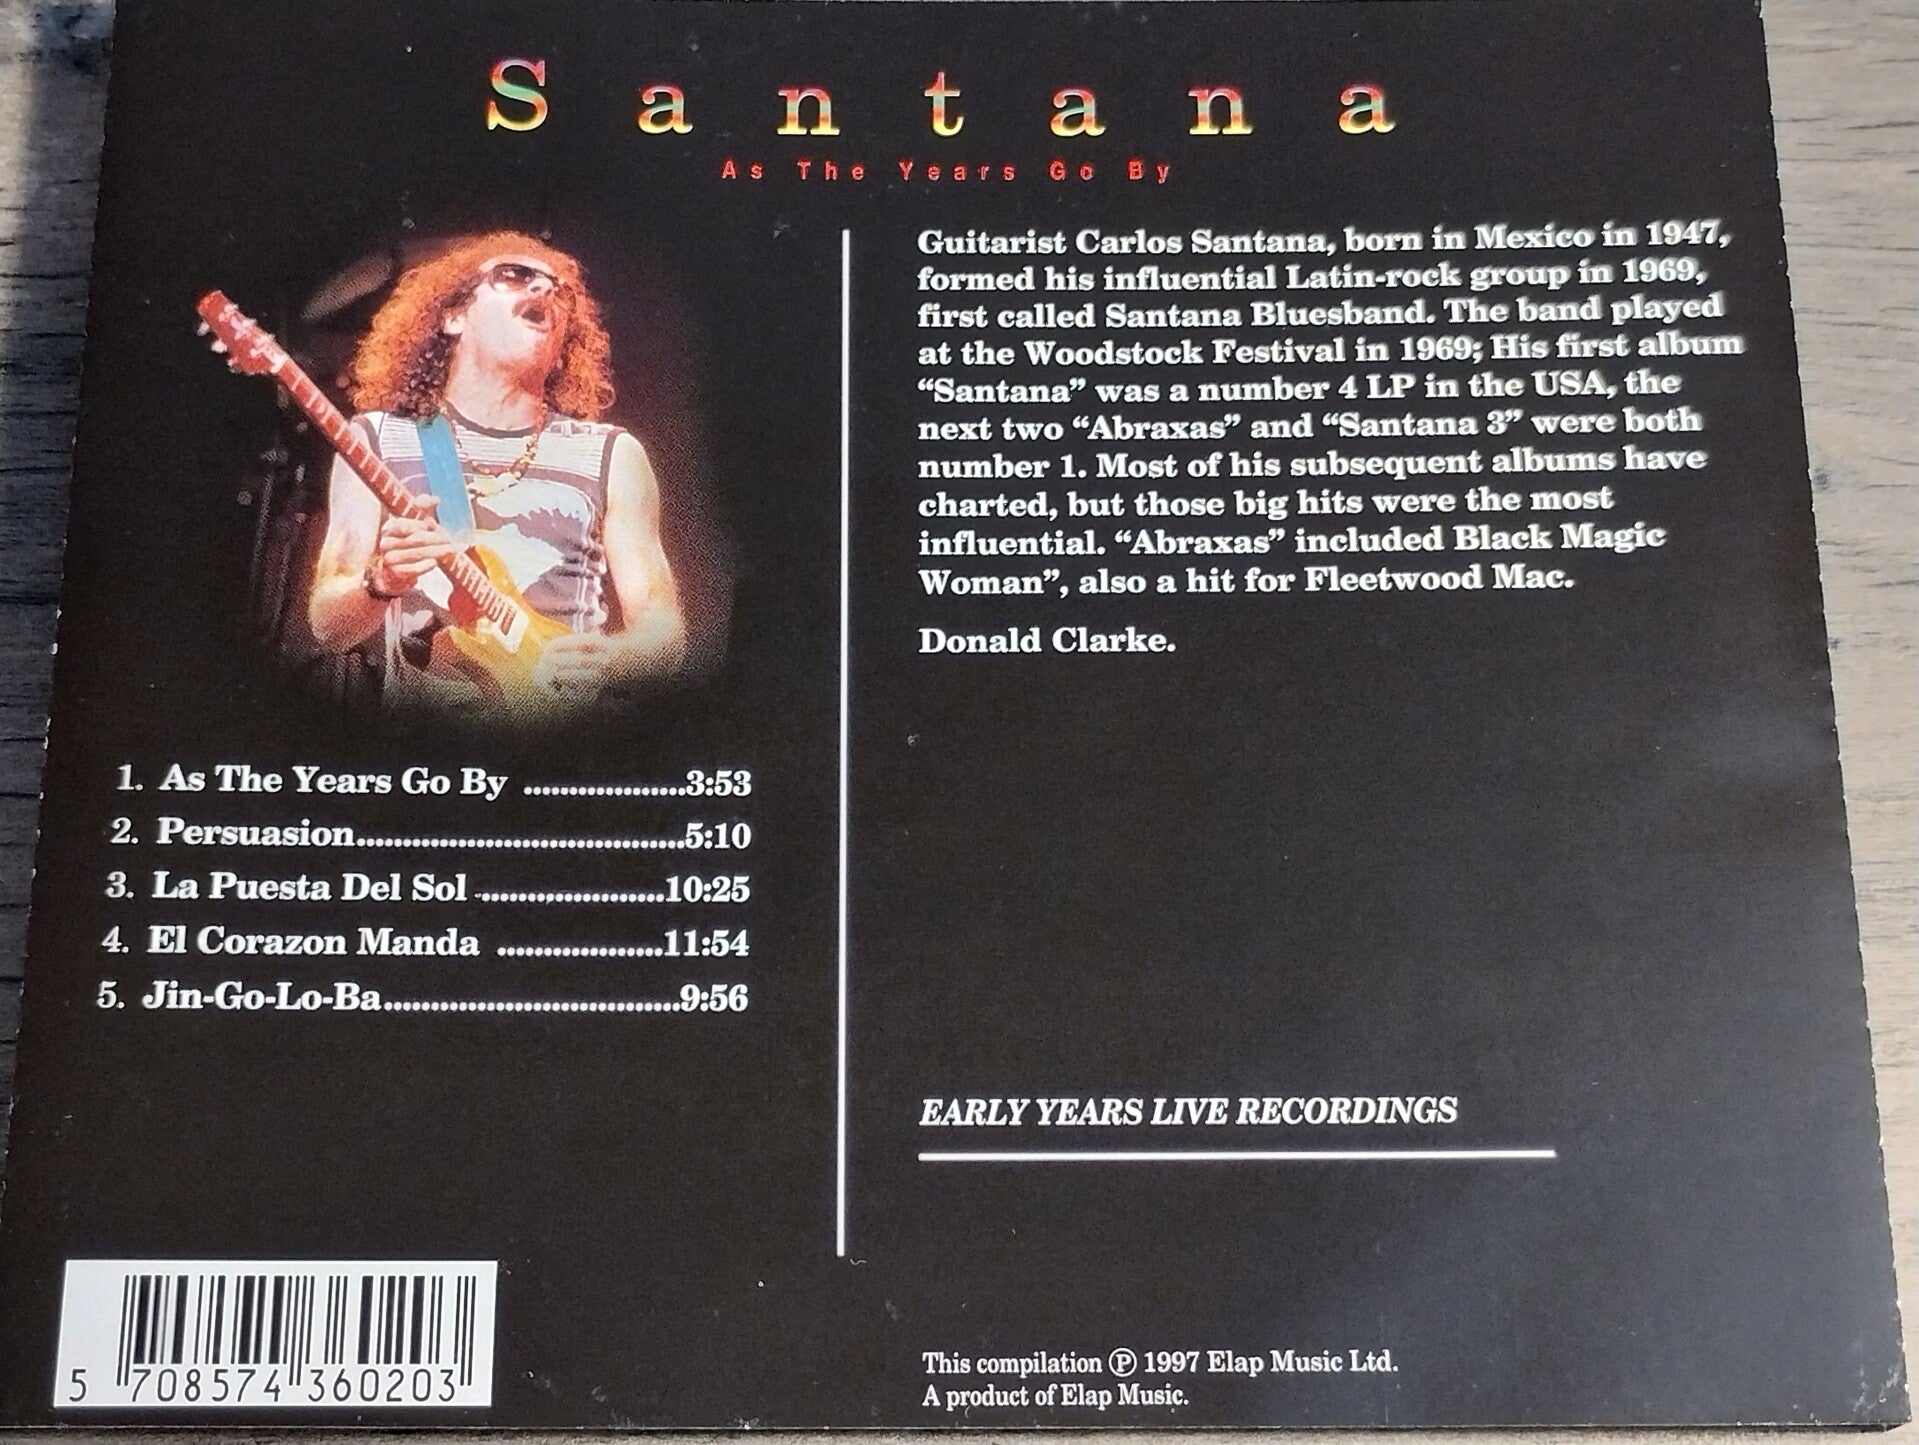 Santana
As The Years Go By
Guitarist Carlos Santana, born in Mexico in 1947,
formed his influential Latin-rock group in 1969,
first called Santana Bluesband. The band played
at the Woodstock Festival in 1969; His first album
“Santana” was a number 4 LP in the USA, the
next two “Abraxas” and “Santana 3” were both
number 1. Most of his subsequent albums have
charted, but those big hits were the most
influential. “Abraxas” included Black Magic
Woman”, also a hit for Fleetwood Mac.
Donald Clarke.
1. As The Years Go By ..................3:53
2. Persuasion....................................5:10
3. La Puesta Del Sol ....................10:25
4. El Corazon Manda ..................11:54
5. Jin-Go-Lo-Ba................................9:56
EARLY YEARS LIVE RECORDINGS
5 708574 360203
This compilation Ⓟ 1997 Elap Music Ltd.
A product of Elap Music.